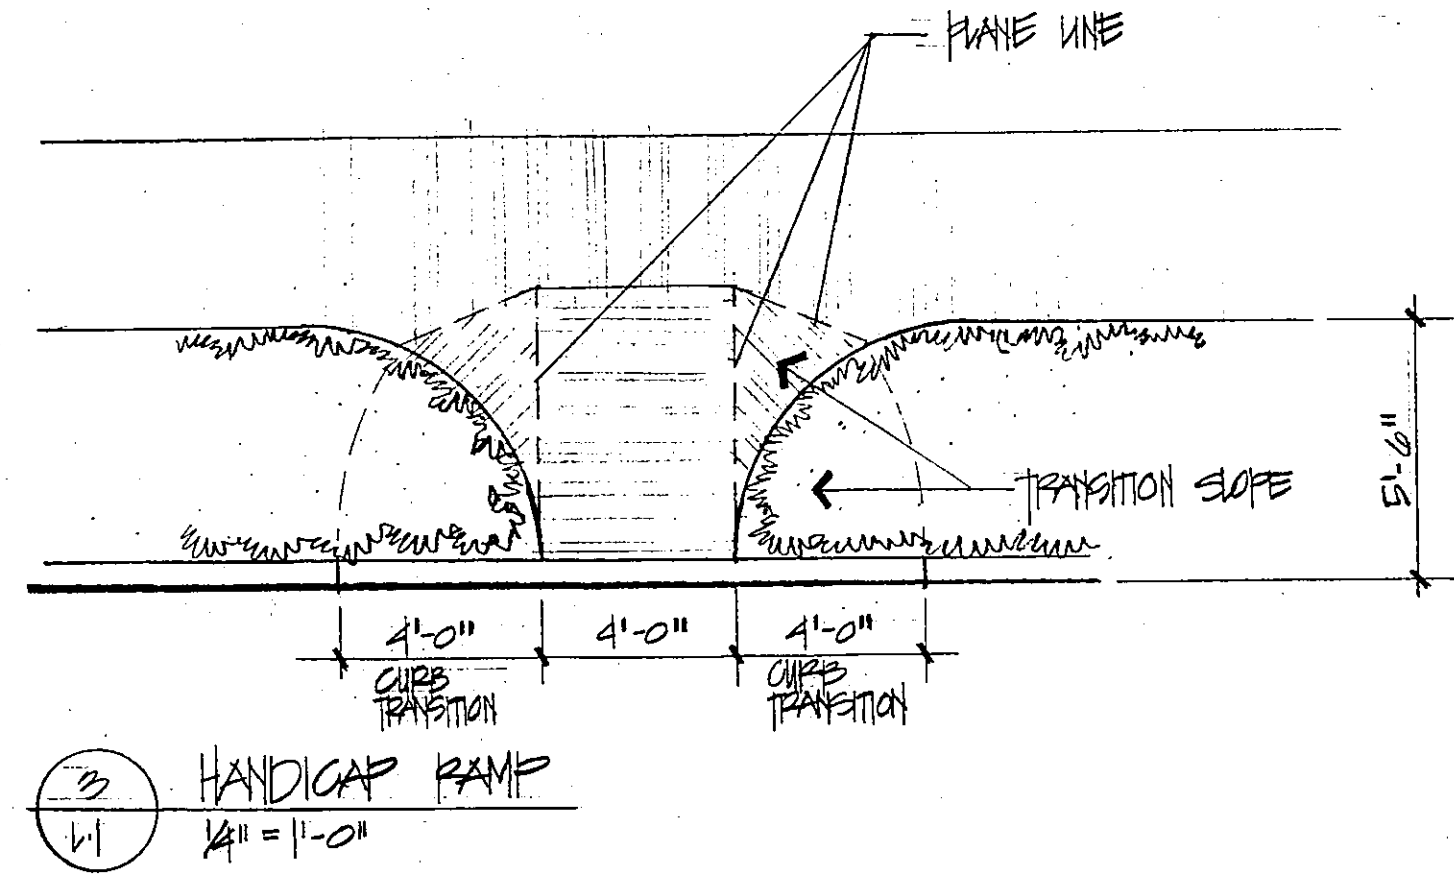 PLANE LINE
5'-6"
TRANSITION SLOPE
4'-0" 4'-0" 4'-0"
CURB CURB
TRANSITION TRANSITION
3 HANDICAP RAMP
L1 1/4" = 1'-0"